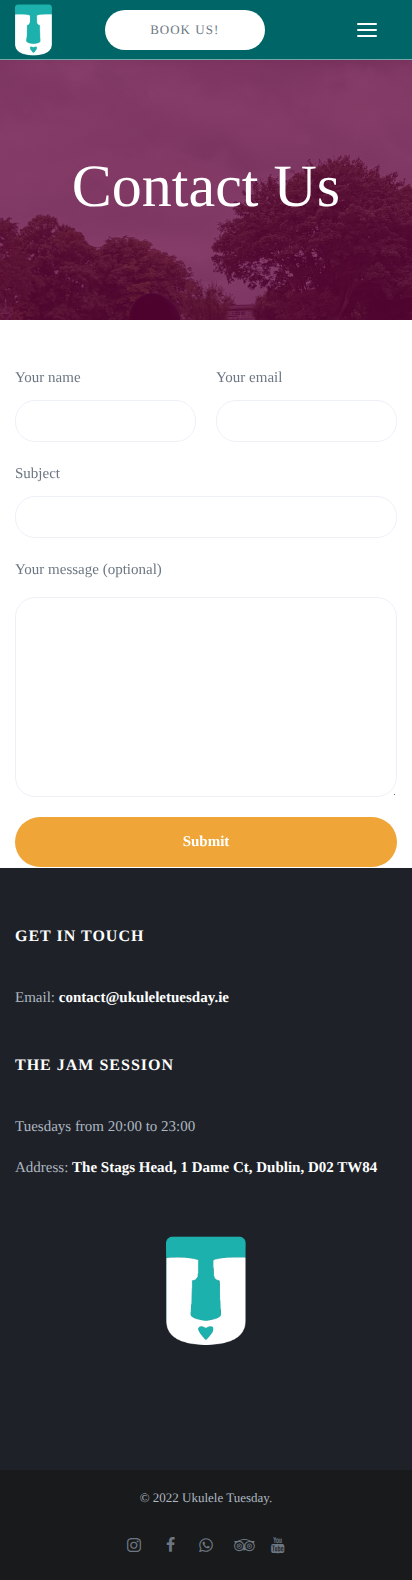 BOOK US!
Contact Us
Your name
Your email
Subject
Your message (optional)
Submit
GET IN TOUCH
Email: contact@ukuleletuesday.ie
THE JAM SESSION
Tuesdays from 20:00 to 23:00
Address: The Stags Head, 1 Dame Ct, Dublin, D02 TW84
© 2022 Ukulele Tuesday.
You
Tube